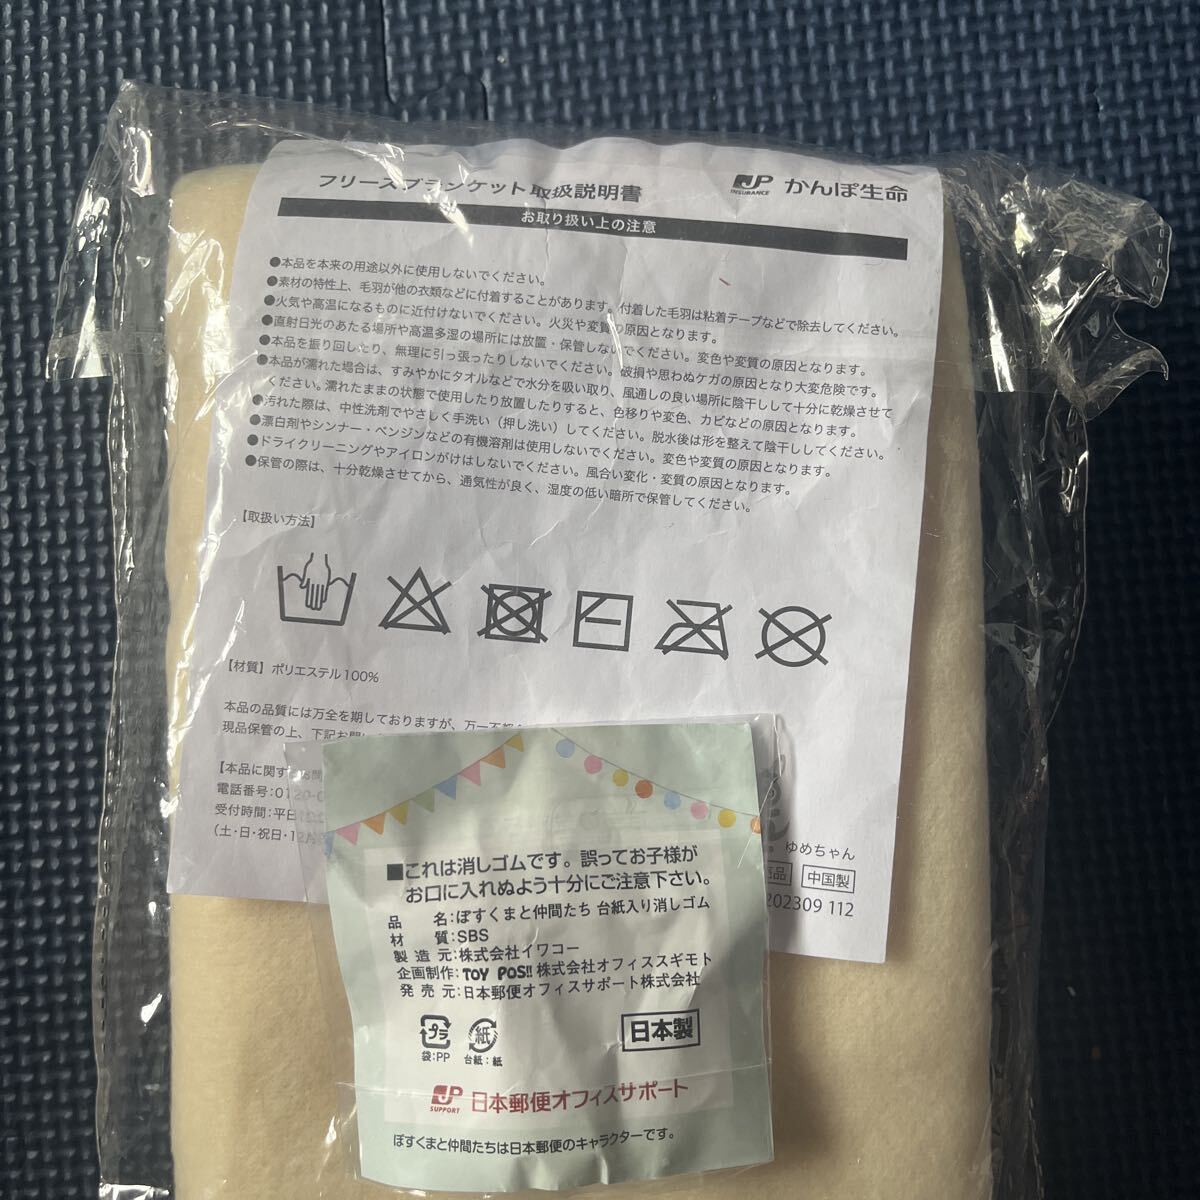 フリースブランケット取扱説明書
JP INSURANCE かんぽ生命
お取り扱い上の注意
●本品を本来の用途以外に使用しないでください。
●素材の特性上、毛羽が他の衣類などに付着することがあります。付着した毛羽は粘着テープなどで除去してください。
●火気や高温になるものに近付けないでください。火災や変質の原因となります。
●直射日光のあたる場所や高温多湿の場所には放置・保管しないでください。変色や変質の原因となります。
●本品を振り回したり、無理に引っ張ったりしないでください。破損や思わぬケガの原因となり大変危険です。
●本品が濡れた場合は、すみやかにタオルなどで水分を吸い取り、風通しの良い場所に陰干しして十分に乾燥させて
ください。濡れたままの状態で使用したり放置したりすると、色移りや変色、カビなどの原因となります。
●汚れた際は、中性洗剤でやさしく手洗い（押し洗い）してください。脱水後は形を整えて陰干ししてください。
●漂白剤やシンナー・ベンジンなどの有機溶剤は使用しないでください。変色や変質の原因となります。
●ドライクリーニングやアイロンがけはしないでください。風合い変化・変質の原因となります。
●保管の際は、十分乾燥させてから、通気性が良く、湿度の低い暗所で保管してください。
【取扱い方法】
【材質】ポリエステル100%
本品の品質には万全を期しておりますが、万一不
現品保管の上、下記お問い
【本品に関するお問
電話番号:0120-0
受付時間:平日
（土・日・祝日・12
ゆめちゃん
中国製
202309 112
■これは消しゴムです。誤ってお子様が
お口に入れぬよう十分にご注意下さい。
品 名:ぽすくまと仲間たち 台紙入り消しゴム
材 質:SBS
製造元:株式会社イワコー
企画制作:TOY POS!! 株式会社オフィススギモト
発売元:日本郵便オフィスサポート株式会社
プラ
袋:PP
紙
台紙:紙
日本製
JP SUPPORT 日本郵便オフィスサポート
ぽすくまと仲間たちは日本郵便のキャラクターです。